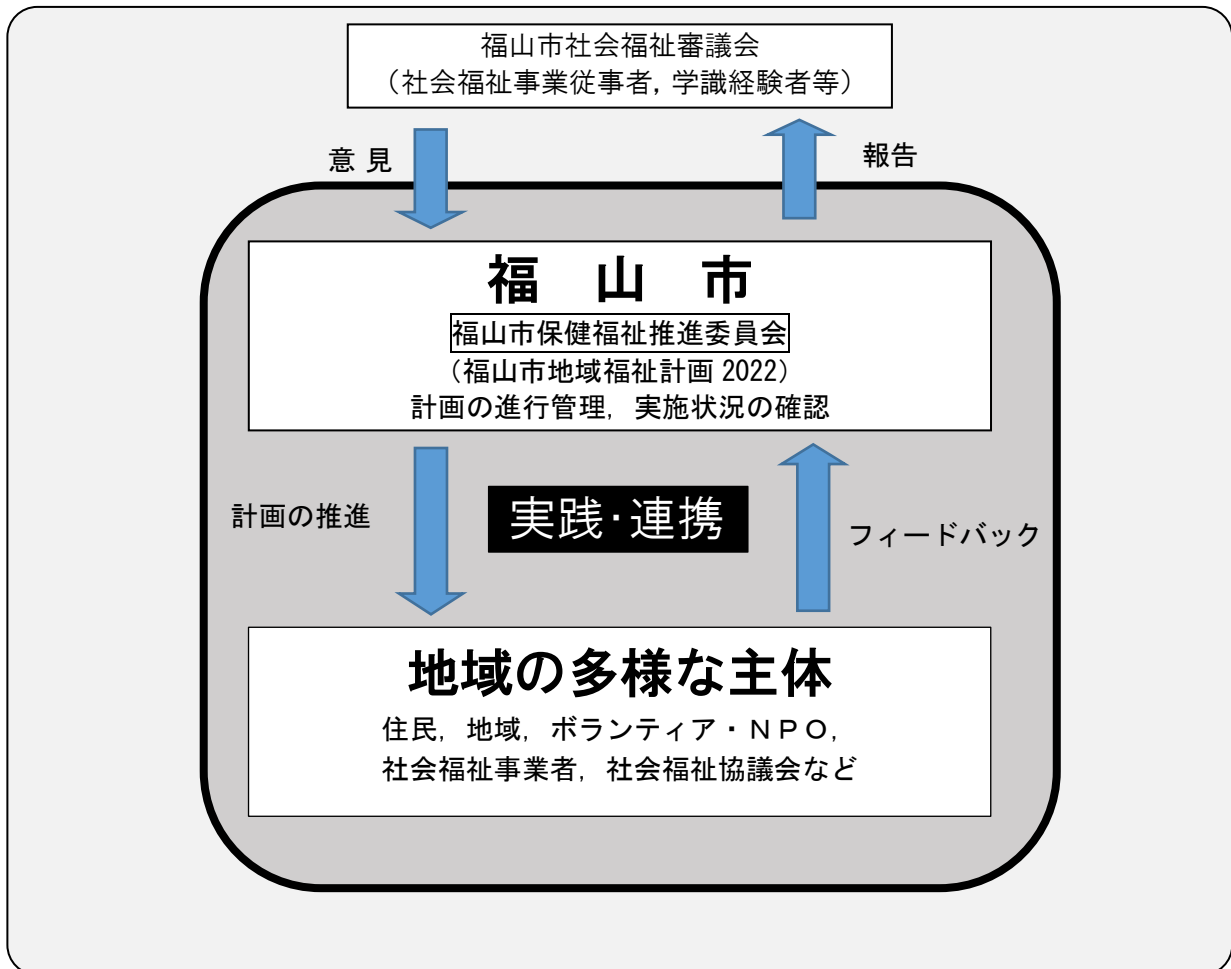 福山市社会福祉審議会
（社会福祉事業従事者，学識経験者等）
意 見
報告
福　山　市
福山市保健福祉推進委員会
（福山市地域福祉計画 2022）
計画の進行管理，実施状況の確認
計画の推進
実践・連携
フィードバック
地域の多様な主体
住民，地域，ボランティア・ＮＰＯ，
社会福祉事業者，社会福祉協議会など